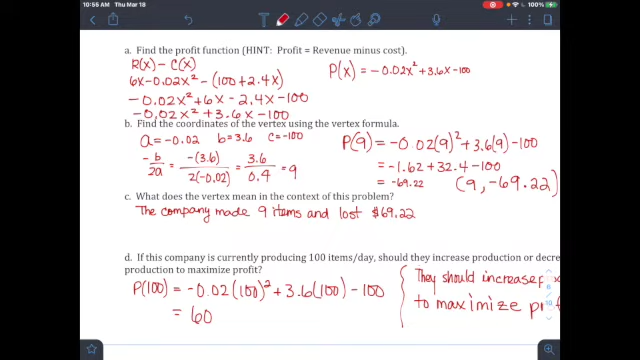 10:55 AM Thu Mar 18
a. Find the profit function (HINT: Profit = Revenue minus cost).
R(x) - C(x)
6x - 0.02x² - (100 + 2.4x)
P(x) = -0.02x² + 3.6x - 100
-0.02x² + 6x - 2.4x - 100
-0.02x² + 3.6x - 100
b. Find the coordinates of the vertex using the vertex formula.
a = -0.02 b = 3.6 c = -100
-b/2a = -(3.6)/2(-0.02) = 3.6/0.4 = 9
P(9) = -0.02(9)² + 3.6(9) - 100
= -1.62 + 32.4 - 100
= -69.22 (9, -69.22)
c. What does the vertex mean in the context of this problem?
The company made 9 items and lost $69.22
d. If this company is currently producing 100 items/day, should they increase production or decre
production to maximize profit?
P(100) = -0.02(100)² + 3.6(100) - 100
= 60
They should increase
to maximize